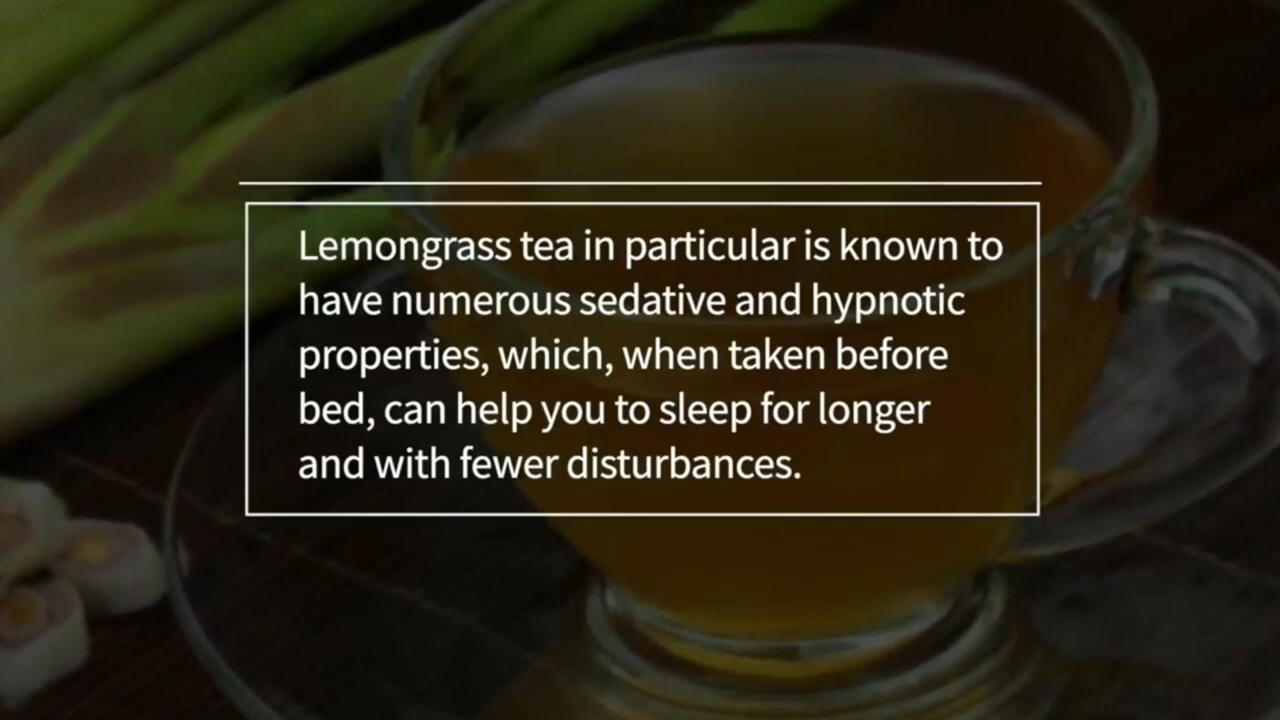 Lemongrass tea in particular is known to
have numerous sedative and hypnotic
properties, which, when taken before
bed, can help you to sleep for longer
and with fewer disturbances.